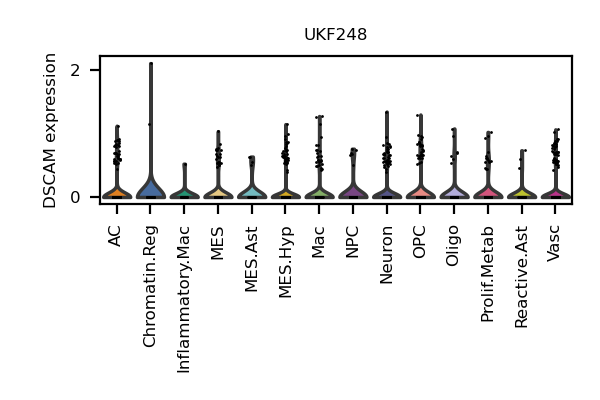 UKF248
DSCAM expression
2
0
AC
Chromatin.Reg
Inflammatory.Mac
MES
MES.Ast
MES.Hyp
Mac
NPC
Neuron
OPC
Oligo
Prolif.Metab
Reactive.Ast
Vasc